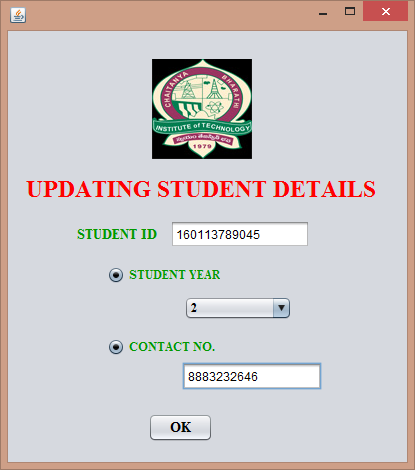 CHAITANYA BHARATHI
INSTITUTE of TECHNOLOGY
1979
UPDATING STUDENT DETAILS
STUDENT ID 160113789045
STUDENT YEAR
2
CONTACT NO.
8883232646
OK